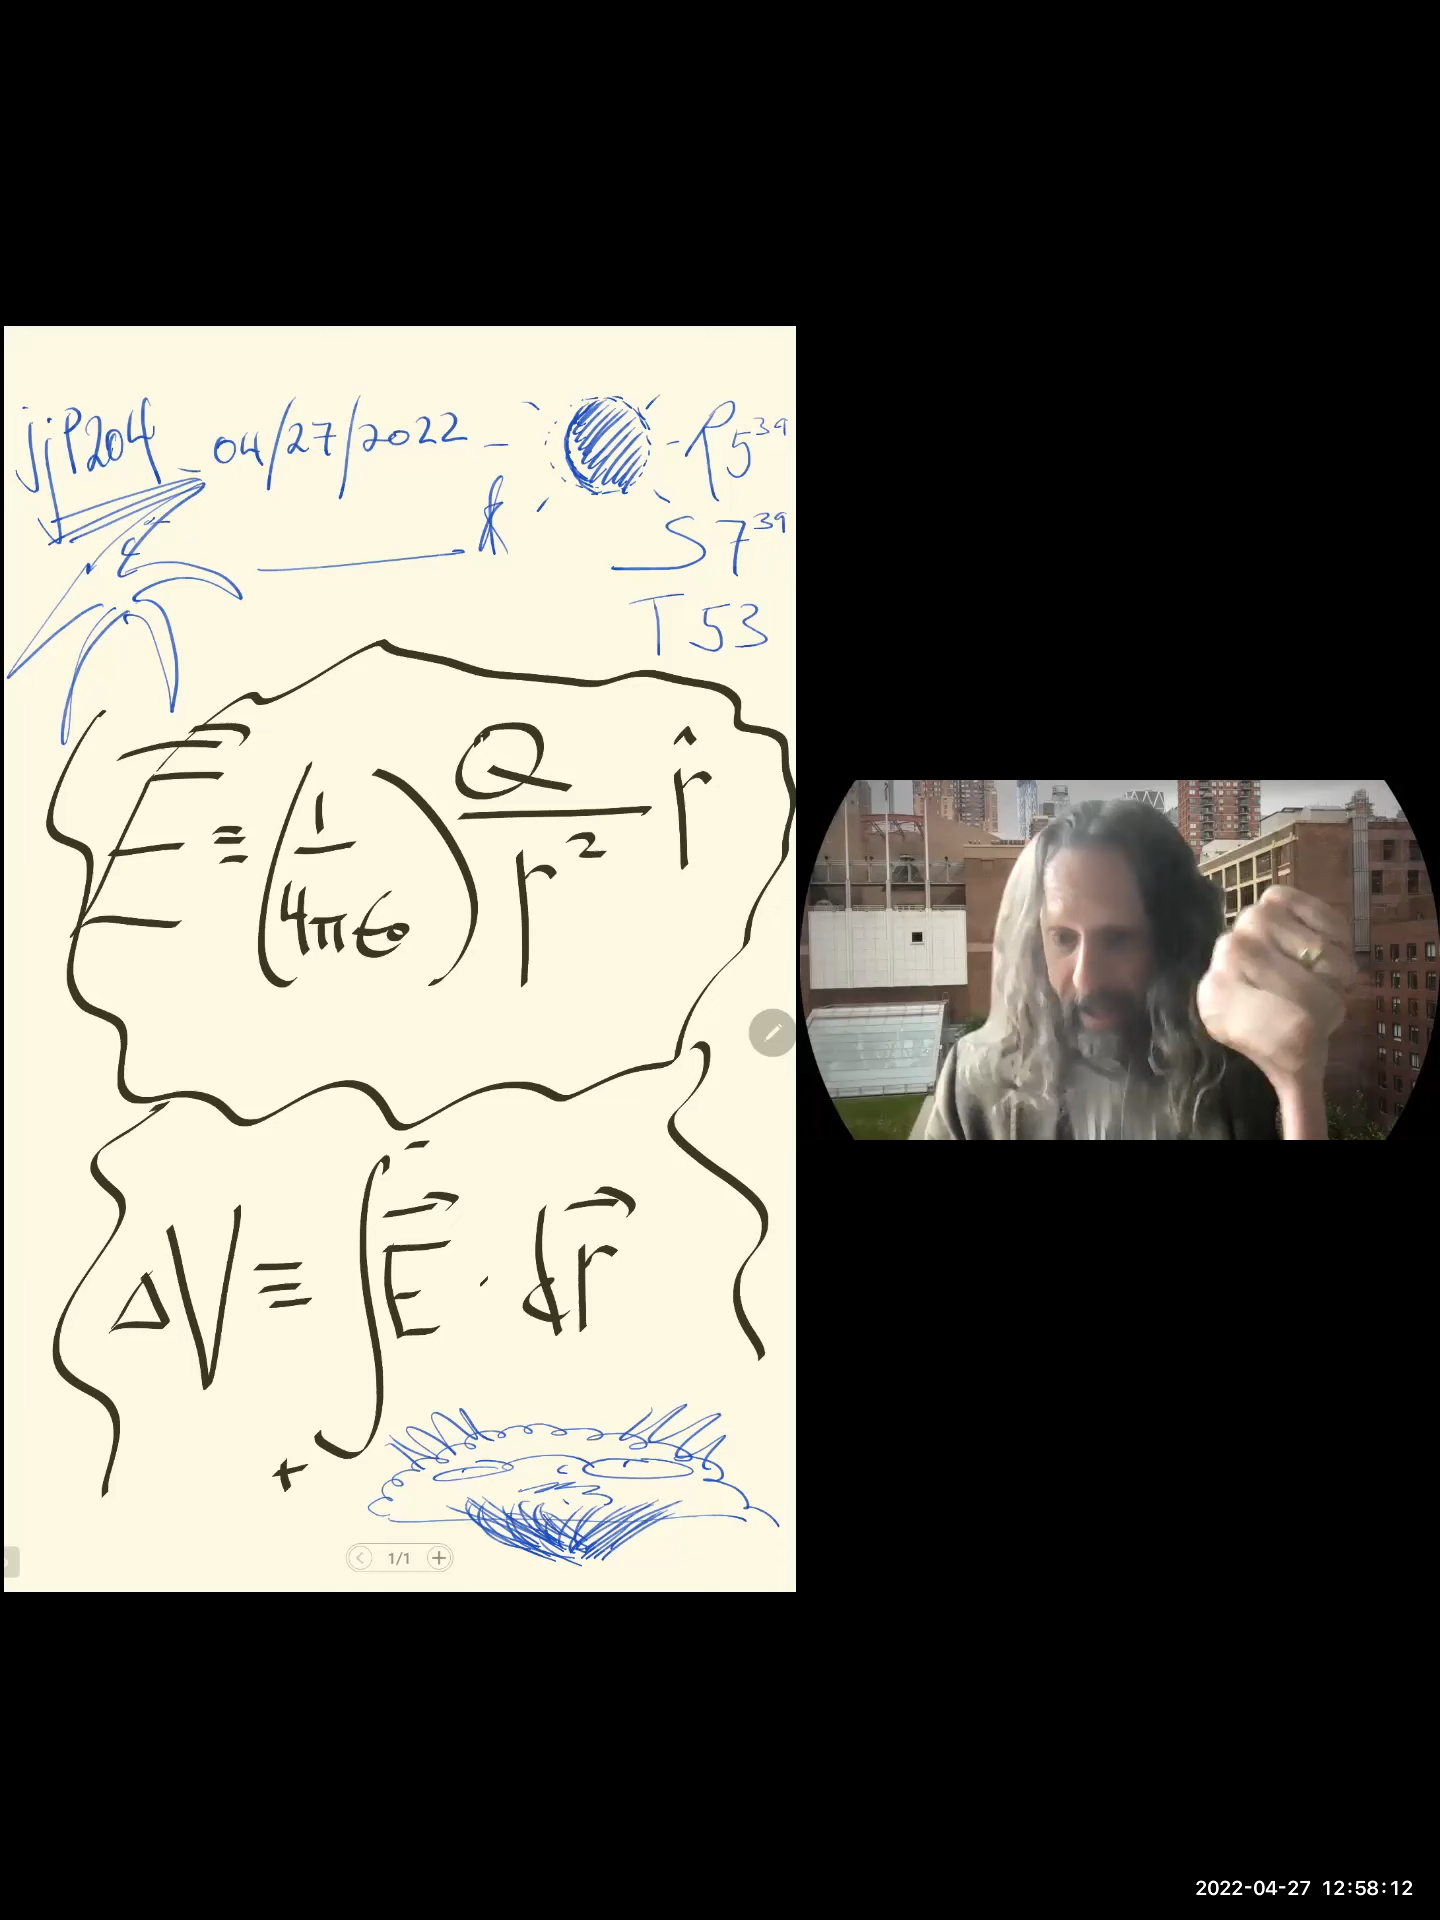 jjP204 04/27/2022 - R5³⁹
S7³⁹
T53
E⃗ = (1/4πϵ₀) Q/r² r̂
ΔV ≡ ∫₊⁻ E⃗ · dr⃗
1/1
2022-04-27 12:58:12